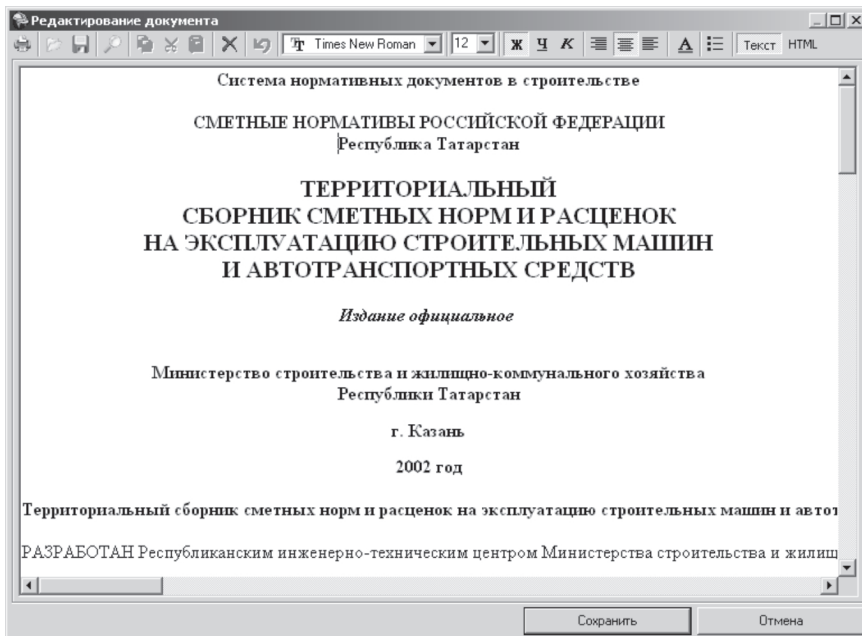 Редактирование документа
Times New Roman 12 Ж Ч К А Текст HTML
Система нормативных документов в строительстве
СМЕТНЫЕ НОРМАТИВЫ РОССИЙСКОЙ ФЕДЕРАЦИИ
Республика Татарстан
ТЕРРИТОРИАЛЬНЫЙ
СБОРНИК СМЕТНЫХ НОРМ И РАСЦЕНОК
НА ЭКСПЛУАТАЦИЮ СТРОИТЕЛЬНЫХ МАШИН
И АВТОТРАНСПОРТНЫХ СРЕДСТВ
Издание официальное
Министерство строительства и жилищно-коммунального хозяйства
Республики Татарстан
г. Казань
2002 год
Территориальный сборник сметных норм и расценок на эксплуатацию строительных машин и автот
РАЗРАБОТАН Республиканским инженерно-техническим центром Министерства строительства и жилищ
Сохранить Отмена